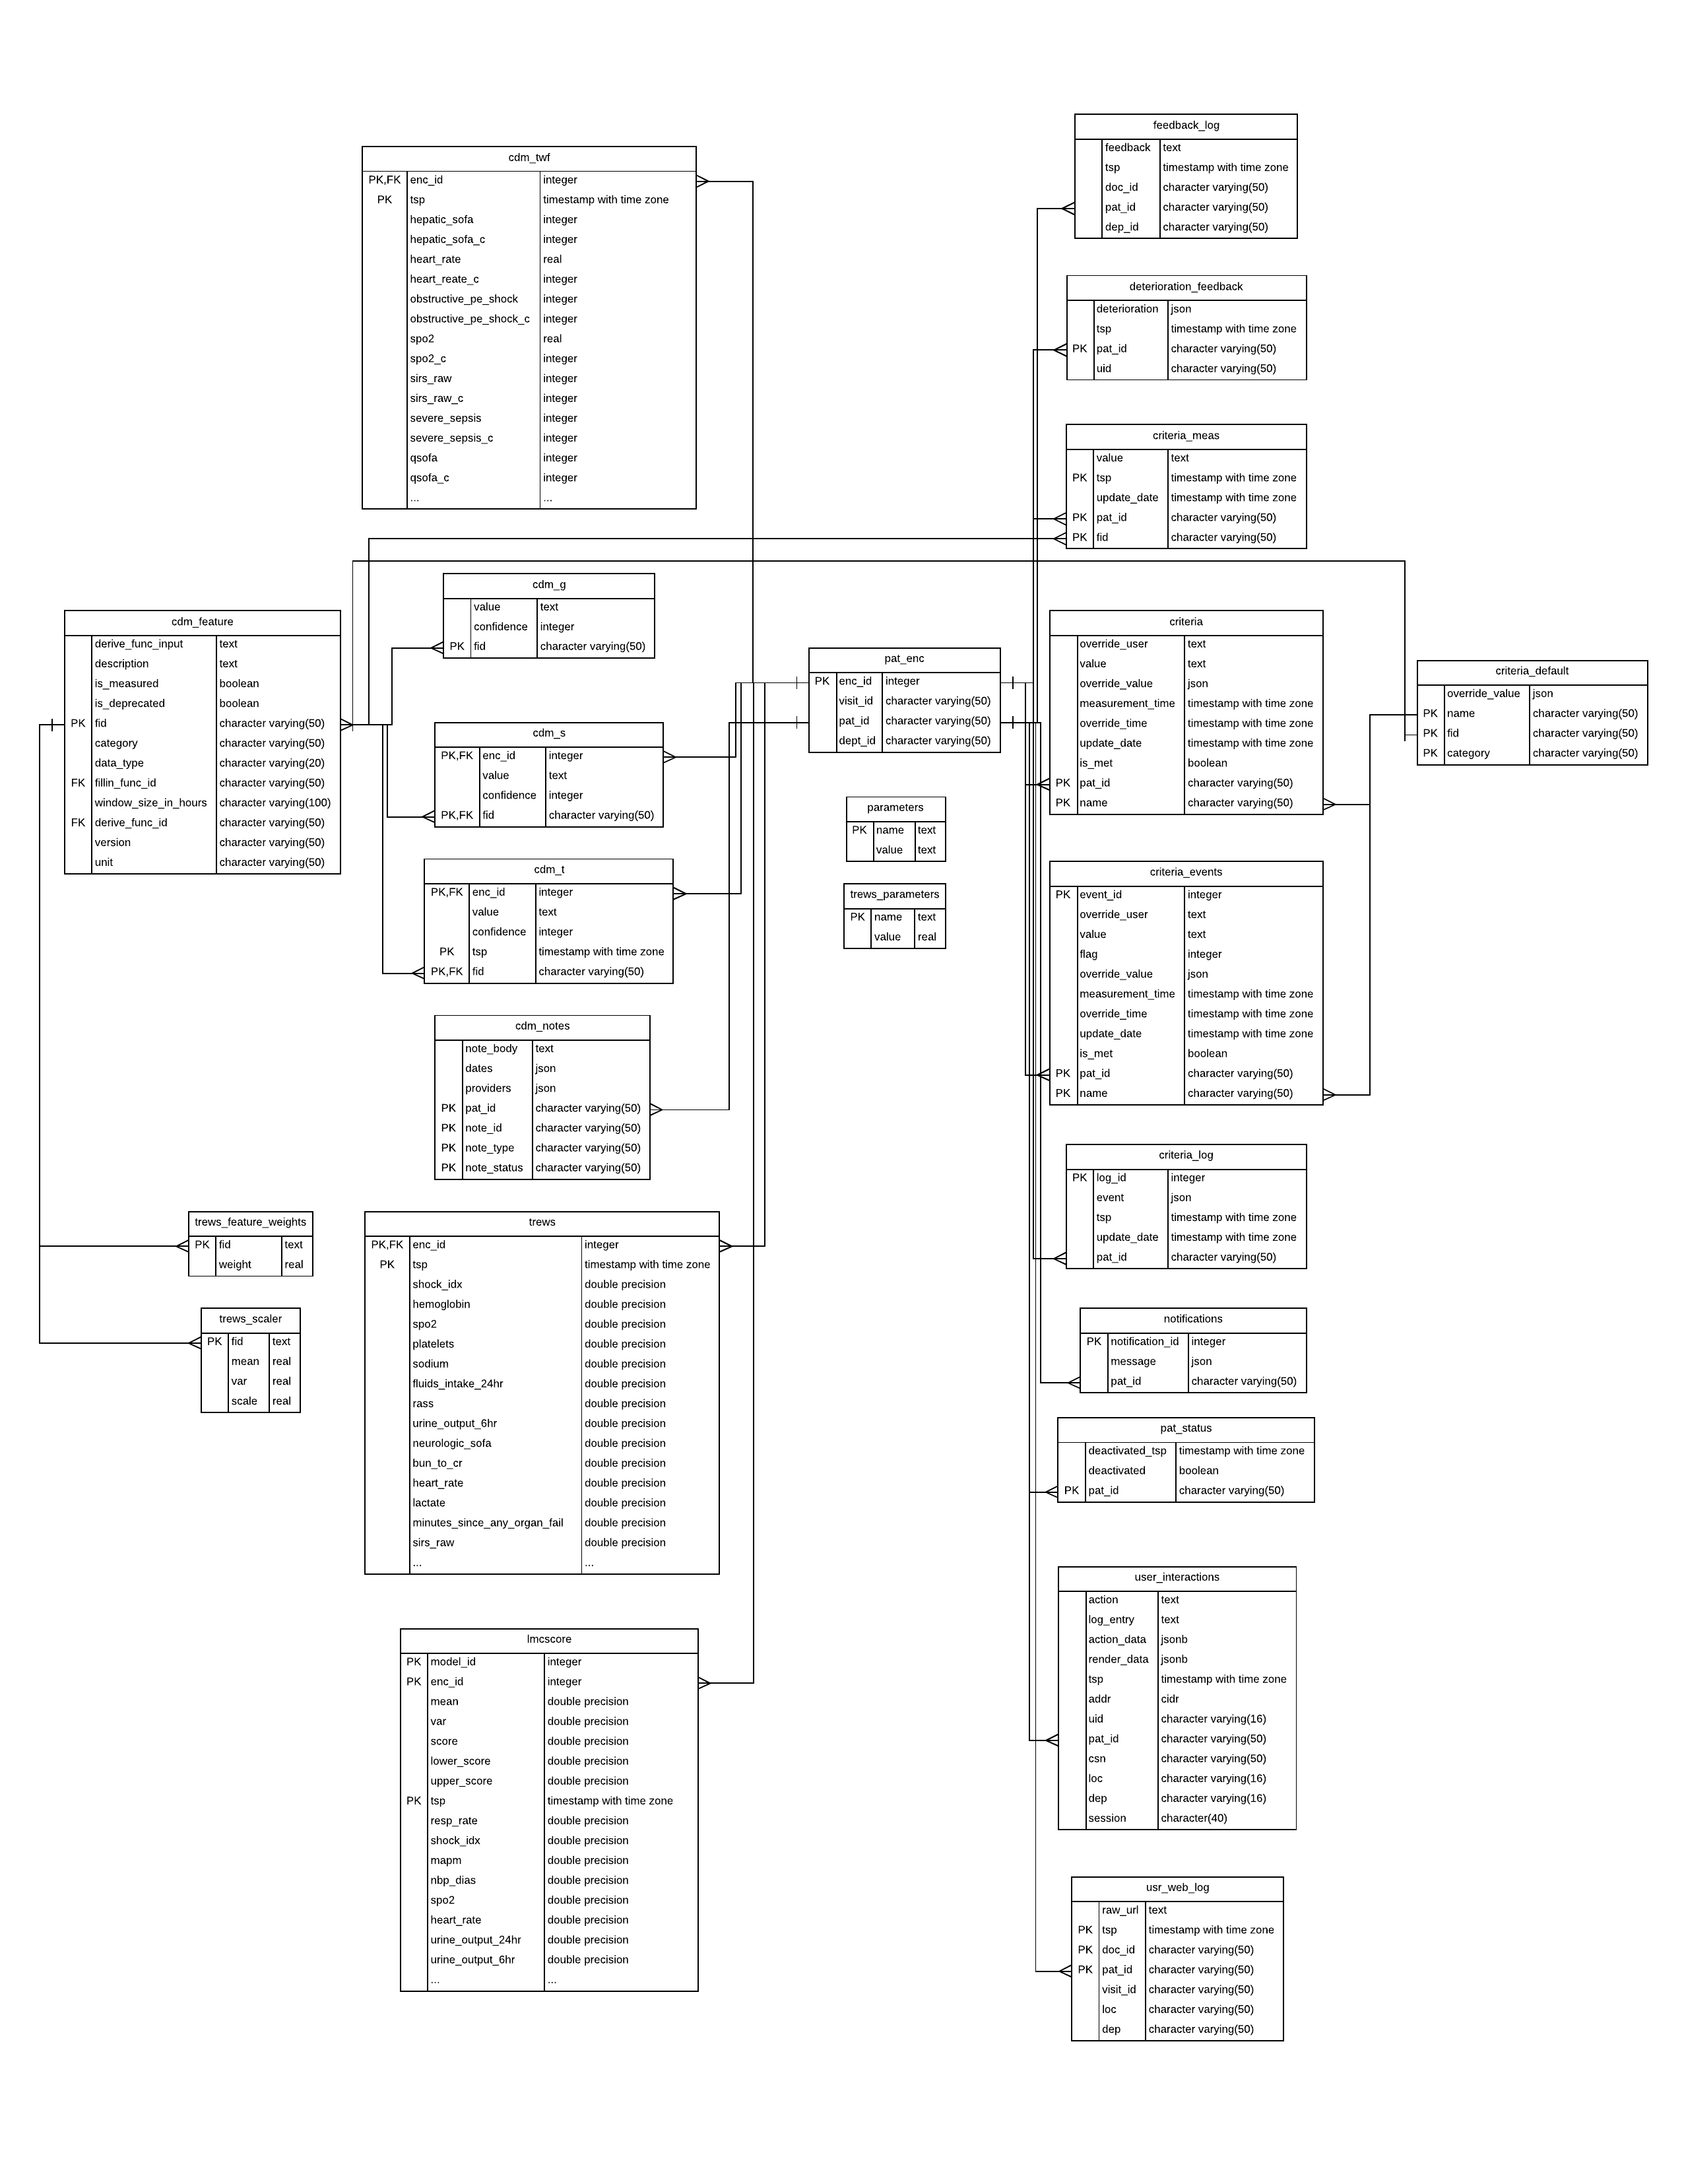 feedback_log
feedback text
tsp timestamp with time zone
doc_id character varying(50)
pat_id character varying(50)
dep_id character varying(50)
cdm_twf
PK,FK enc_id integer
PK tsp timestamp with time zone
hepatic_sofa integer
hepatic_sofa_c integer
heart_rate real
heart_reate_c integer
obstructive_pe_shock integer
obstructive_pe_shock_c integer
spo2 real
spo2_c integer
sirs_raw integer
sirs_raw_c integer
severe_sepsis integer
severe_sepsis_c integer
qsofa integer
qsofa_c integer
... ...
deterioration_feedback
deterioration json
tsp timestamp with time zone
PK pat_id character varying(50)
uid character varying(50)
criteria_meas
value text
PK tsp timestamp with time zone
update_date timestamp with time zone
PK pat_id character varying(50)
PK fid character varying(50)
cdm_feature
derive_func_input text
description text
is_measured boolean
is_deprecated boolean
PK fid character varying(50)
category character varying(50)
data_type character varying(20)
FK fillin_func_id character varying(50)
window_size_in_hours character varying(100)
FK derive_func_id character varying(50)
version character varying(50)
unit character varying(50)
cdm_g
value text
confidence integer
PK fid character varying(50)
cdm_s
PK,FK enc_id integer
value text
confidence integer
PK,FK fid character varying(50)
cdm_t
PK,FK enc_id integer
value text
confidence integer
PK tsp timestamp with time zone
PK,FK fid character varying(50)
cdm_notes
note_body text
dates json
providers json
PK pat_id character varying(50)
PK note_id character varying(50)
PK note_type character varying(50)
PK note_status character varying(50)
pat_enc
PK enc_id integer
visit_id character varying(50)
pat_id character varying(50)
dept_id character varying(50)
parameters
PK name text
value text
trews_parameters
PK name text
value real
criteria
override_user text
value text
override_value json
measurement_time timestamp with time zone
override_time timestamp with time zone
update_date timestamp with time zone
is_met boolean
PK pat_id character varying(50)
PK name character varying(50)
criteria_default
override_value json
PK name character varying(50)
PK fid character varying(50)
PK category character varying(50)
criteria_events
PK event_id integer
override_user text
value text
flag integer
override_value json
measurement_time timestamp with time zone
override_time timestamp with time zone
update_date timestamp with time zone
is_met boolean
PK pat_id character varying(50)
PK name character varying(50)
criteria_log
PK log_id integer
event json
tsp timestamp with time zone
update_date timestamp with time zone
pat_id character varying(50)
trews_feature_weights
PK fid text
weight real
trews_scaler
PK fid text
mean real
var real
scale real
trews
PK,FK enc_id integer
PK tsp timestamp with time zone
shock_idx double precision
hemoglobin double precision
spo2 double precision
platelets double precision
sodium double precision
fluids_intake_24hr double precision
rass double precision
urine_output_6hr double precision
neurologic_sofa double precision
bun_to_cr double precision
heart_rate double precision
lactate double precision
minutes_since_any_organ_fail double precision
sirs_raw double precision
... ...
notifications
PK notification_id integer
message json
pat_id character varying(50)
pat_status
deactivated_tsp timestamp with time zone
deactivated boolean
PK pat_id character varying(50)
user_interactions
action text
log_entry text
action_data jsonb
render_data jsonb
tsp timestamp with time zone
addr cidr
uid character varying(16)
pat_id character varying(50)
csn character varying(50)
loc character varying(16)
dep character varying(16)
session character(40)
lmcscore
PK model_id integer
PK enc_id integer
mean double precision
var double precision
score double precision
lower_score double precision
upper_score double precision
PK tsp timestamp with time zone
resp_rate double precision
shock_idx double precision
mapm double precision
nbp_dias double precision
spo2 double precision
heart_rate double precision
urine_output_24hr double precision
urine_output_6hr double precision
... ...
usr_web_log
raw_url text
PK tsp timestamp with time zone
PK doc_id character varying(50)
PK pat_id character varying(50)
visit_id character varying(50)
loc character varying(50)
dep character varying(50)